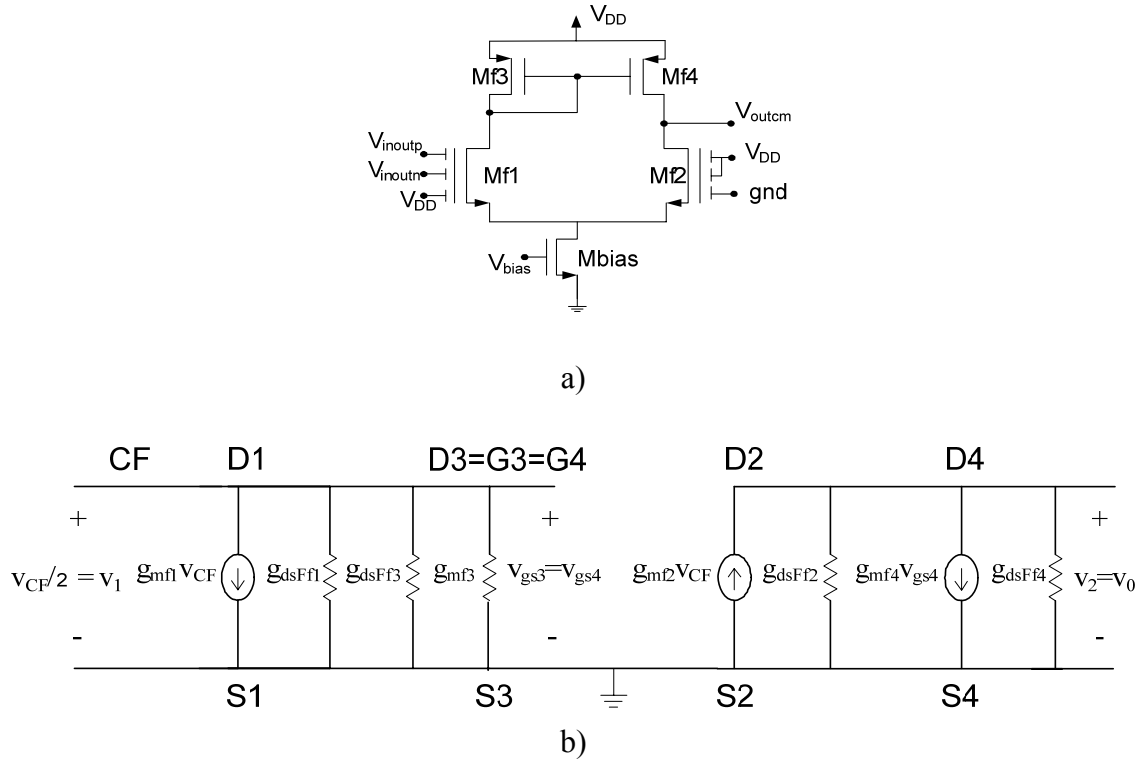 VDD
Mf3
Mf4
Voutcm
Vinoutp
Vinoutn
VDD
Mf1
Mf2
VDD
gnd
Vbias
Mbias
a)
CF D1 D3=G3=G4 D2 D4
+ + +
vCF/2 = v1 gmf1vCF gdsFf1 gdsFf3 gmf3 vgs3=vgs4 gmf2vCF gdsFf2 gmf4vgs4 gdsFf4 v2=v0
- - -
S1 S3 S2 S4
b)